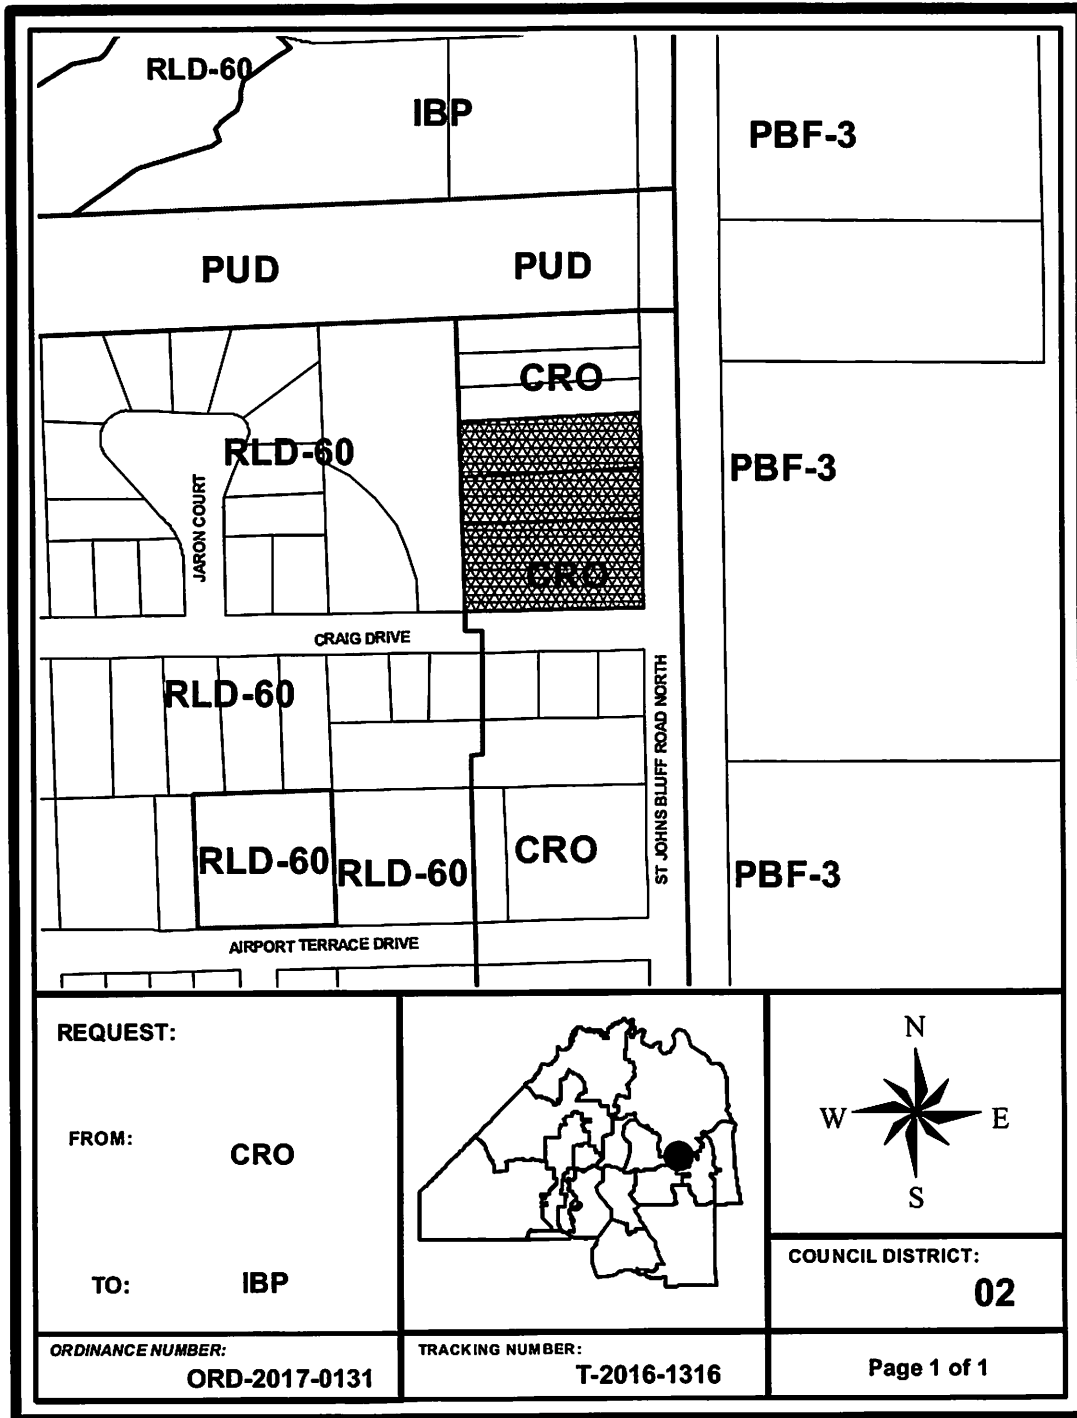 RLD-60
IBP
PBF-3
PUD
PUD
CRO
RLD-60
PBF-3
JARON COURT
CRO
CRAIG DRIVE
RLD-60
ST JOHNS BLUFF ROAD NORTH
RLD-60
RLD-60
CRO
PBF-3
AIRPORT TERRACE DRIVE
REQUEST:
FROM:
CRO
TO:
IBP
N
W
E
S
COUNCIL DISTRICT:
02
ORDINANCE NUMBER:
ORD-2017-0131
TRACKING NUMBER:
T-2016-1316
Page 1 of 1